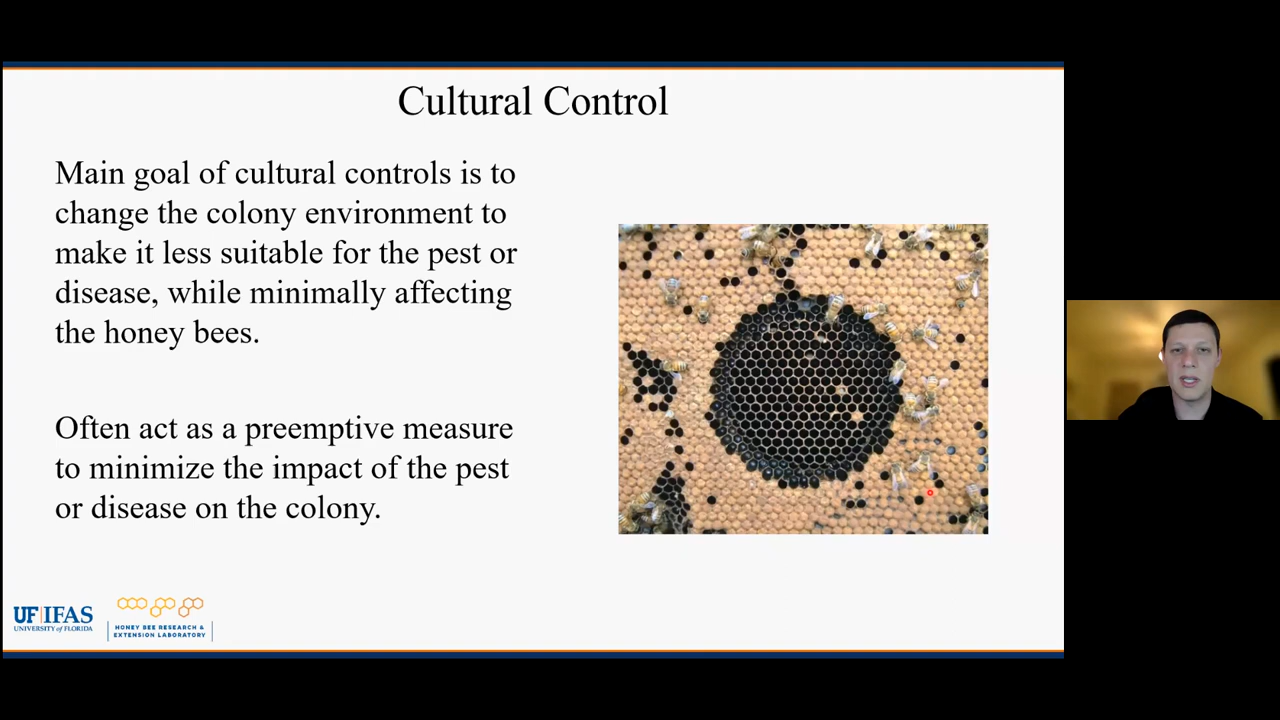 Cultural Control
Main goal of cultural controls is to
change the colony environment to
make it less suitable for the pest or
disease, while minimally affecting
the honey bees.
Often act as a preemptive measure
to minimize the impact of the pest
or disease on the colony.
UF|IFAS
UNIVERSITY of FLORIDA
HONEY BEE RESEARCH &
EXTENSION LABORATORY